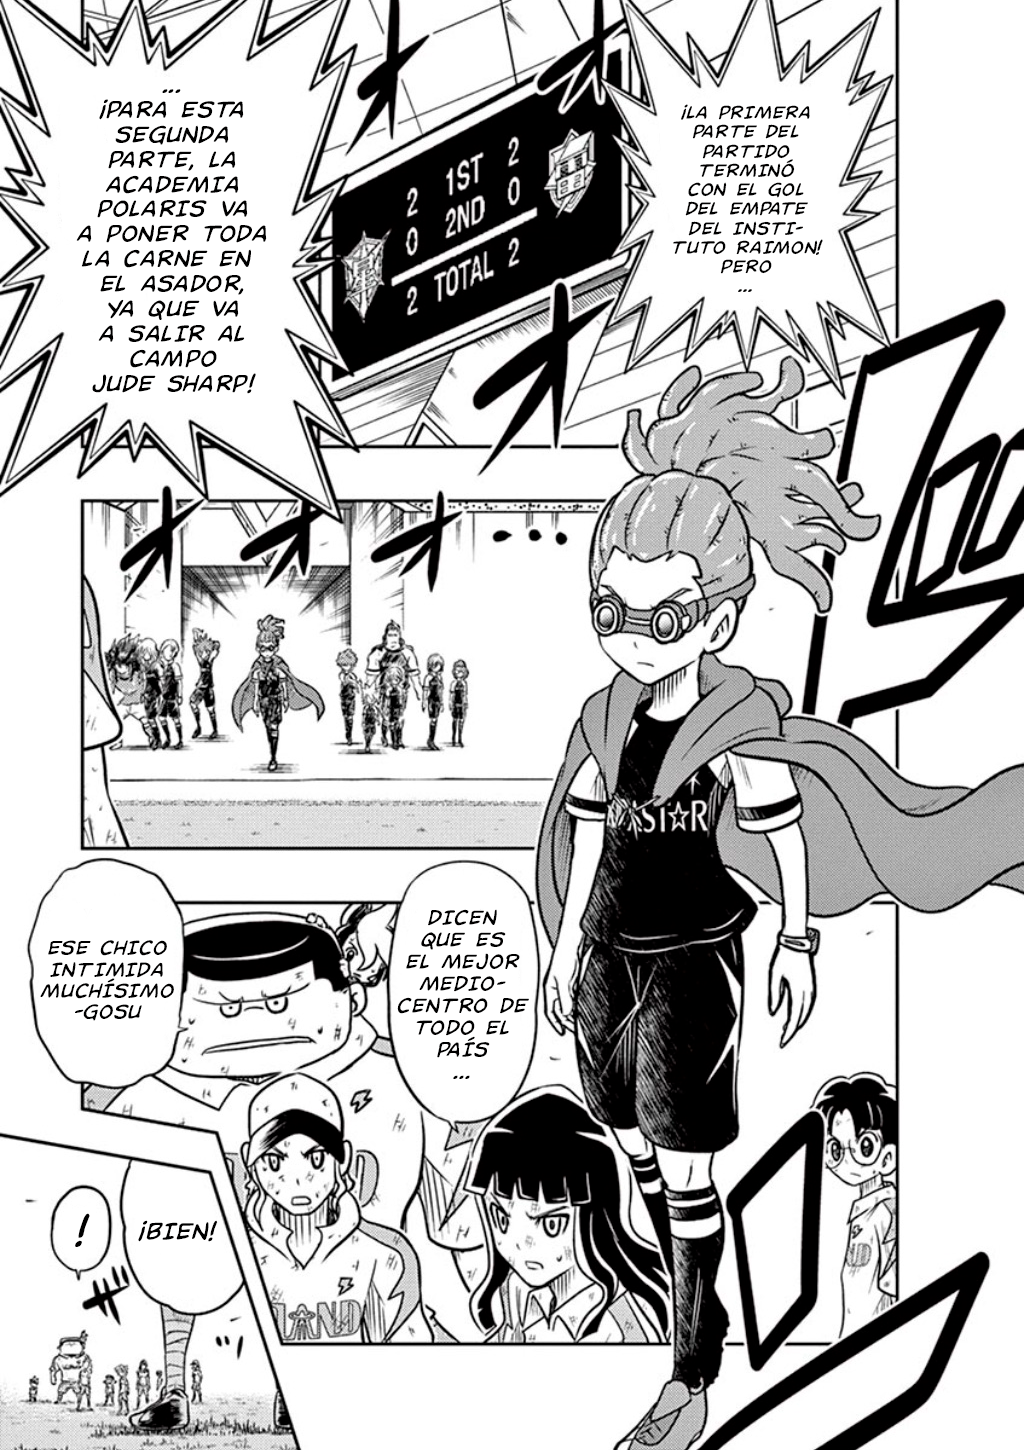 ¡LA PRIMERA
PARTE DEL
PARTIDO
TERMINÓ
CON EL GOL
DEL EMPATE
DEL INSTI-
TUTO RAIMON!
PERO
...
...
¡PARA ESTA
SEGUNDA
PARTE, LA
ACADEMIA
POLARIS VA
A PONER TODA
LA CARNE EN
EL ASADOR,
YA QUE VA
A SALIR AL
CAMPO
JUDE SHARP!
2 1ST 2
0 2ND 0
2 TOTAL 2
DICEN
QUE ES
EL MEJOR
MEDIO-
CENTRO DE
TODO EL
PAÍS
...
ESE CHICO
INTIMIDA
MUCHÍSIMO
-GOSU
¡BIEN!
!